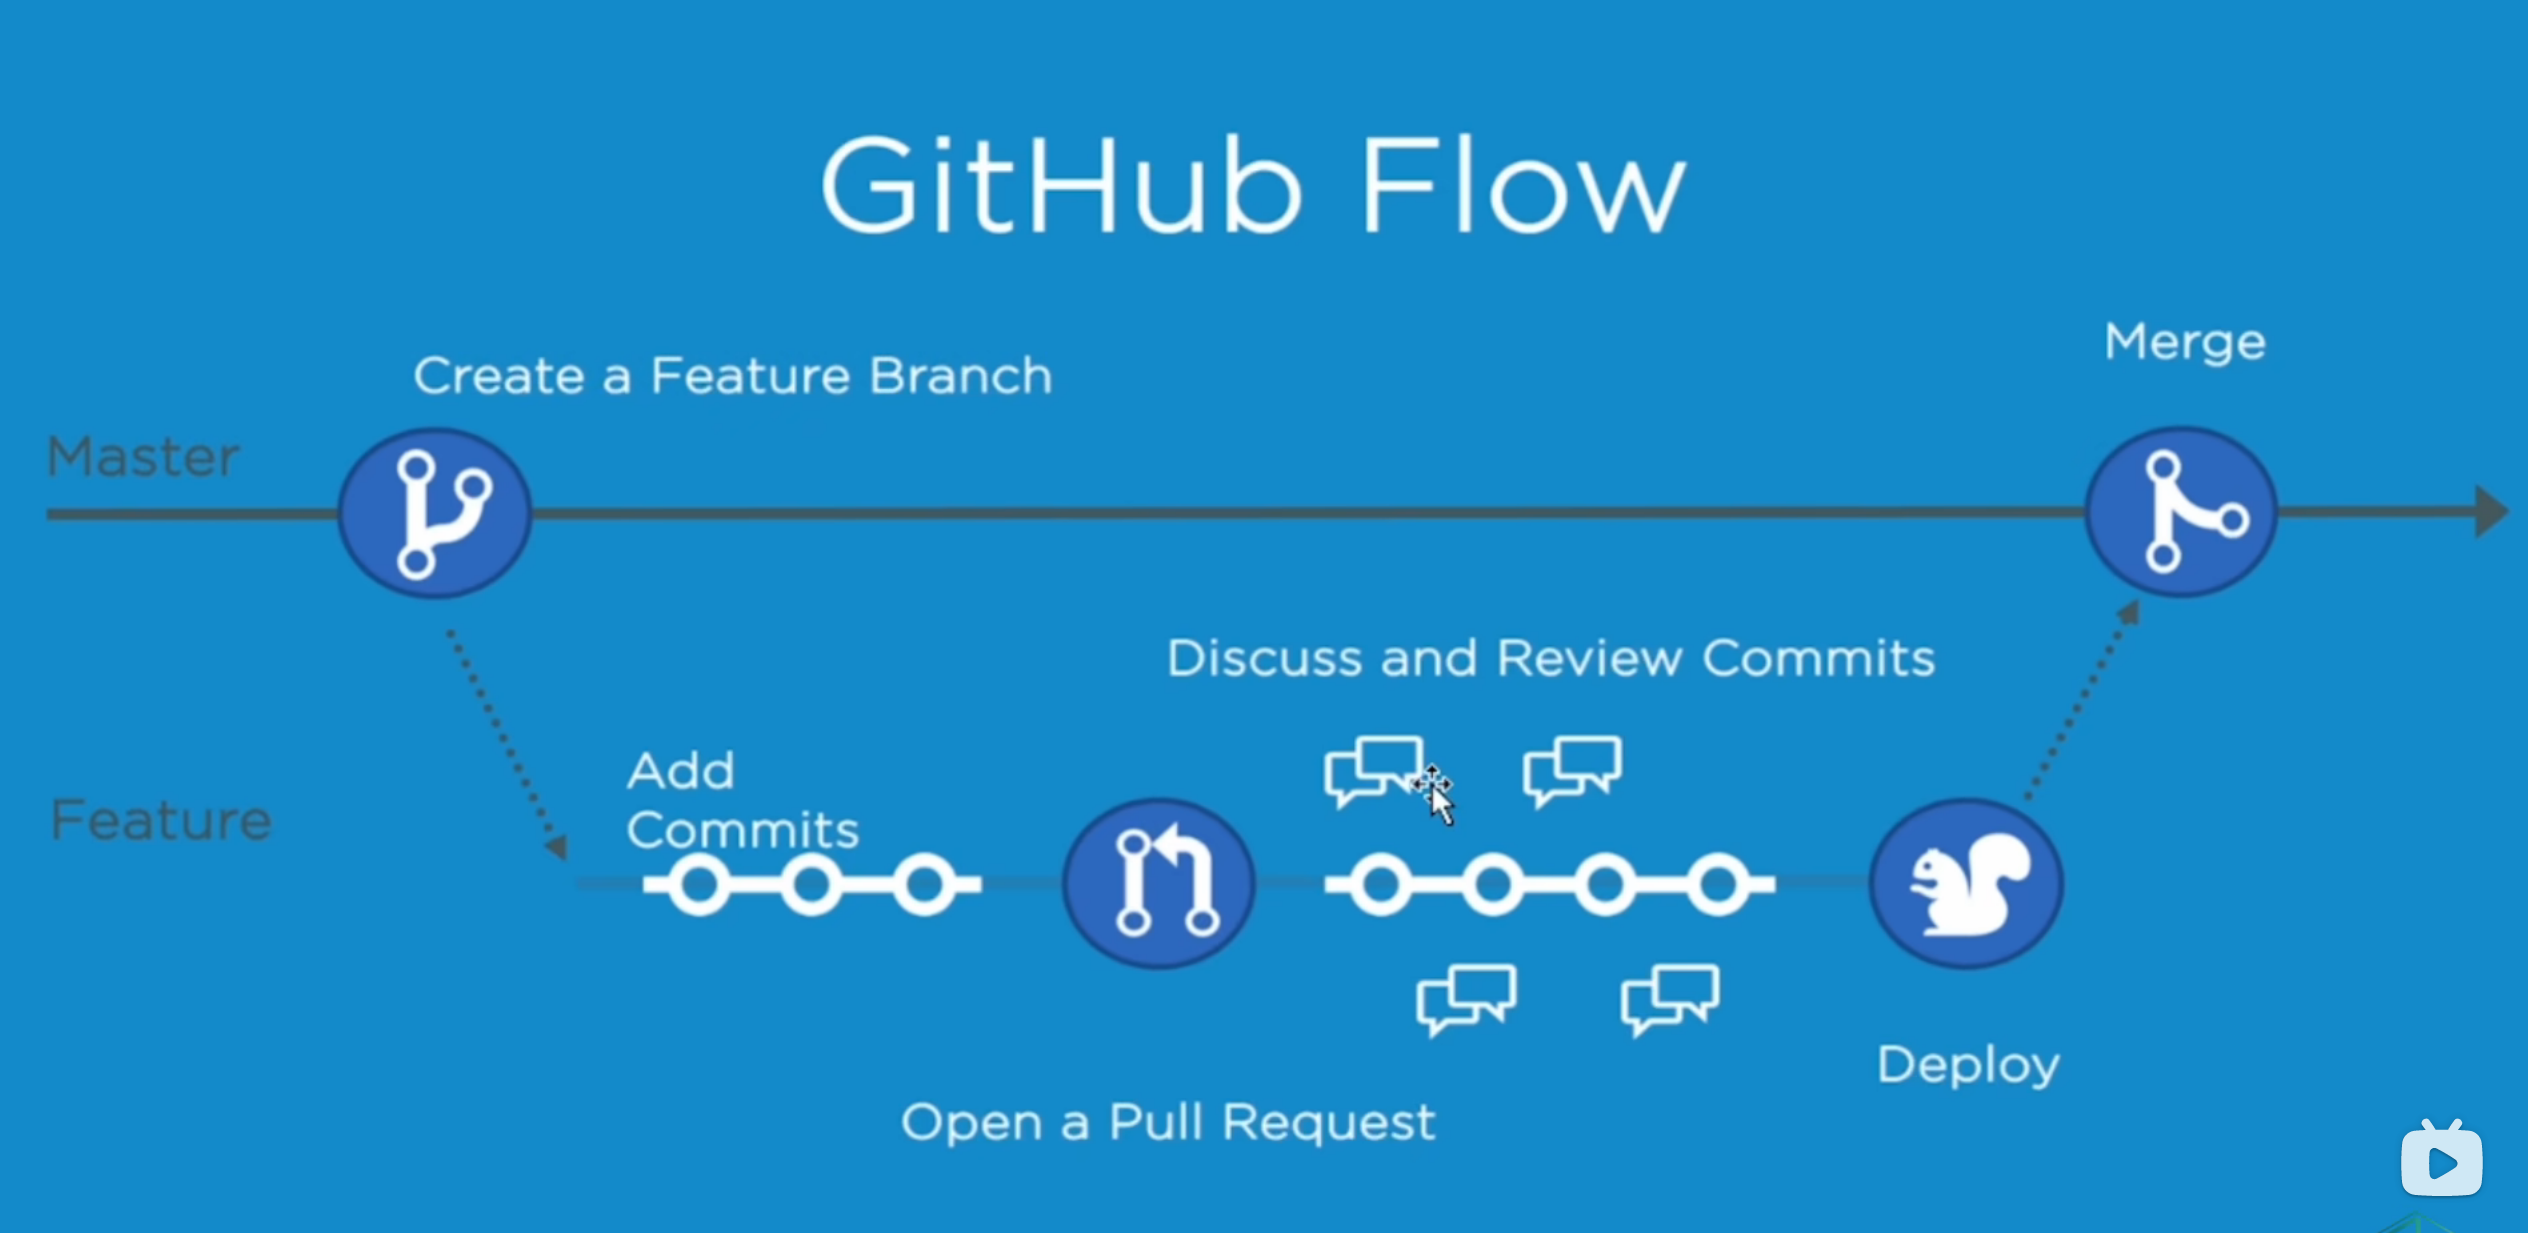 GitHub Flow
Create a Feature Branch
Merge
Master
Discuss and Review Commits
Add
Commits
Feature
Deploy
Open a Pull Request